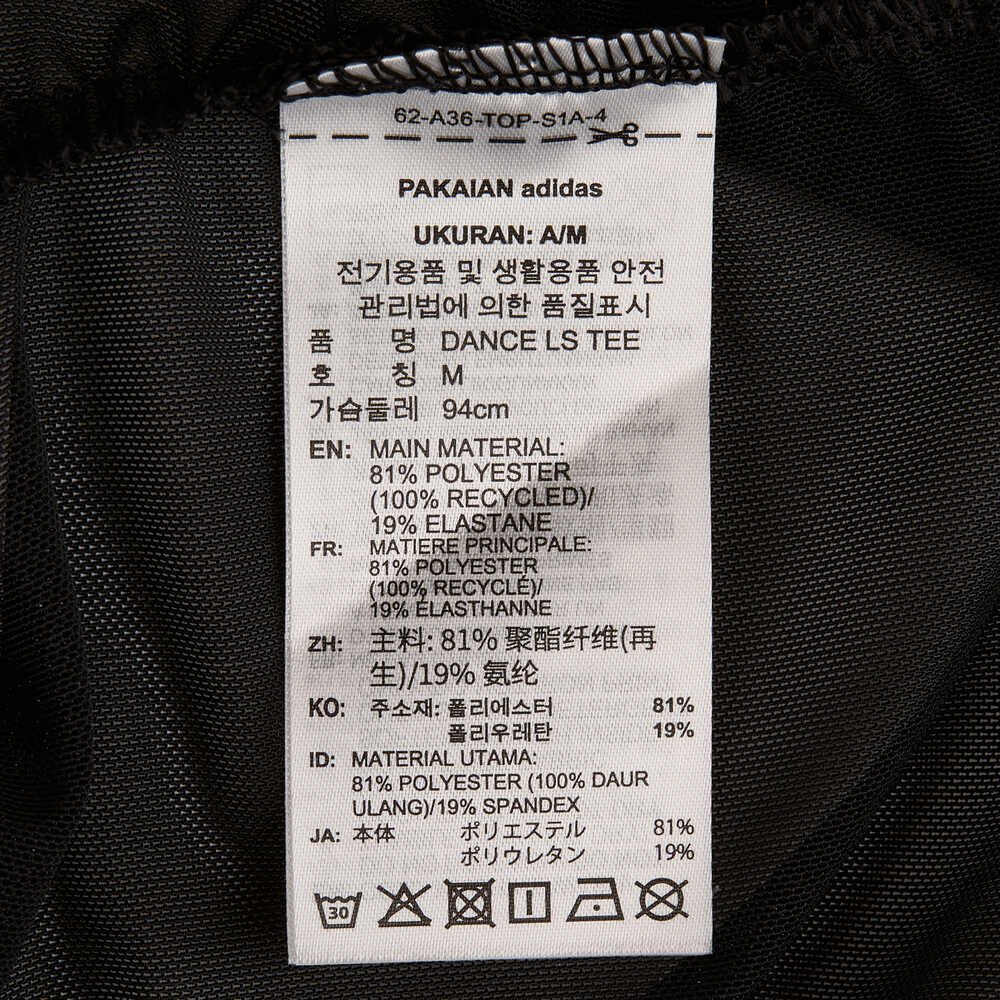 62-A36-TOP-S1A-4
PAKAIAN adidas
UKURAN: A/M
전기용품 및 생활용품 안전
관리법에 의한 품질표시
품 명 DANCE LS TEE
호 칭 M
가슴둘레 94cm
EN: MAIN MATERIAL:
81% POLYESTER
(100% RECYCLED)/
19% ELASTANE
FR: MATIERE PRINCIPALE:
81% POLYESTER
(100% RECYCLÉ)/
19% ÉLASTHANNE
ZH: 主料: 81% 聚酯纤维(再
生)/19% 氨纶
KO: 주소재: 폴리에스터 81%
폴리우레탄 19%
ID: MATERIAL UTAMA:
81% POLYESTER (100% DAUR
ULANG)/19% SPANDEX
JA: 本体 ポリエステル 81%
ポリウレタン 19%
30